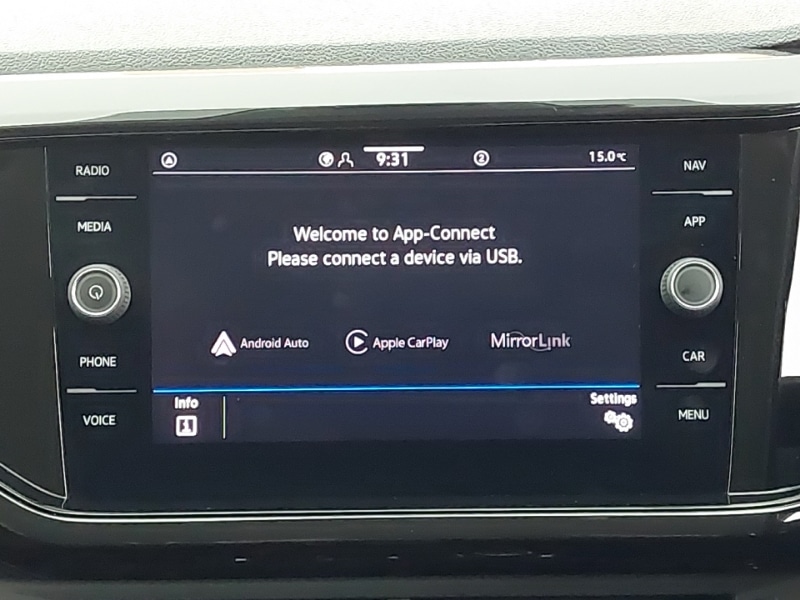 RADIO
MEDIA
PHONE
VOICE
9:31
2
15.0°C
Welcome to App-Connect
Please connect a device via USB.
Android Auto
Apple CarPlay
MirrorLink
Info
Settings
NAV
APP
CAR
MENU